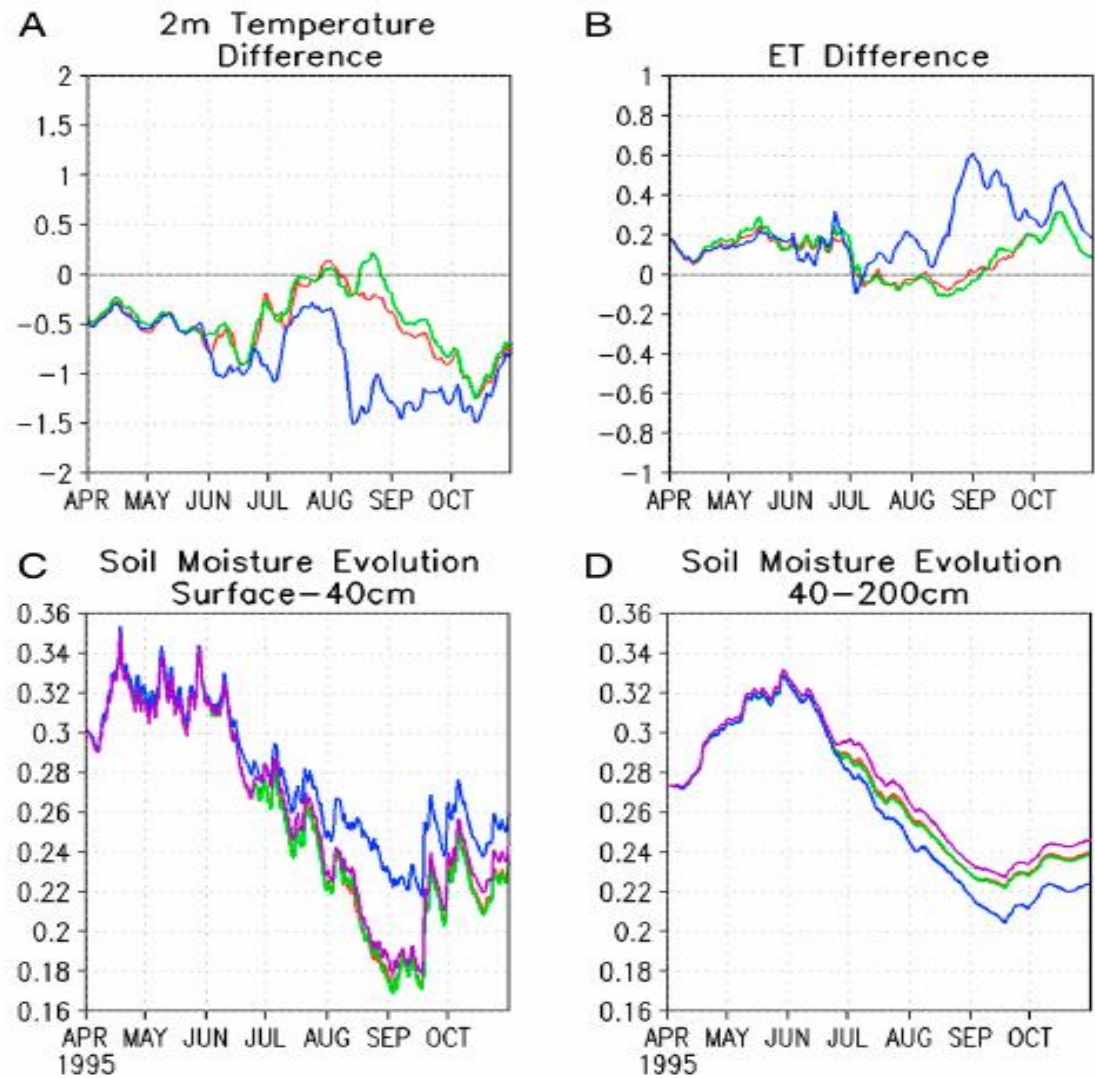 A
2m Temperature
Difference
2
1.5
1
0.5
0
−0.5
−1
−1.5
−2
APR MAY JUN JUL AUG SEP OCT
B
ET Difference
1
0.8
0.6
0.4
0.2
0
−0.2
−0.4
−0.6
−0.8
−1
APR MAY JUN JUL AUG SEP OCT
C
Soil Moisture Evolution
Surface−40cm
0.36
0.34
0.32
0.3
0.28
0.26
0.24
0.22
0.2
0.18
0.16
APR MAY JUN JUL AUG SEP OCT
1995
D
Soil Moisture Evolution
40−200cm
0.36
0.34
0.32
0.3
0.28
0.26
0.24
0.22
0.2
0.18
0.16
APR MAY JUN JUL AUG SEP OCT
1995